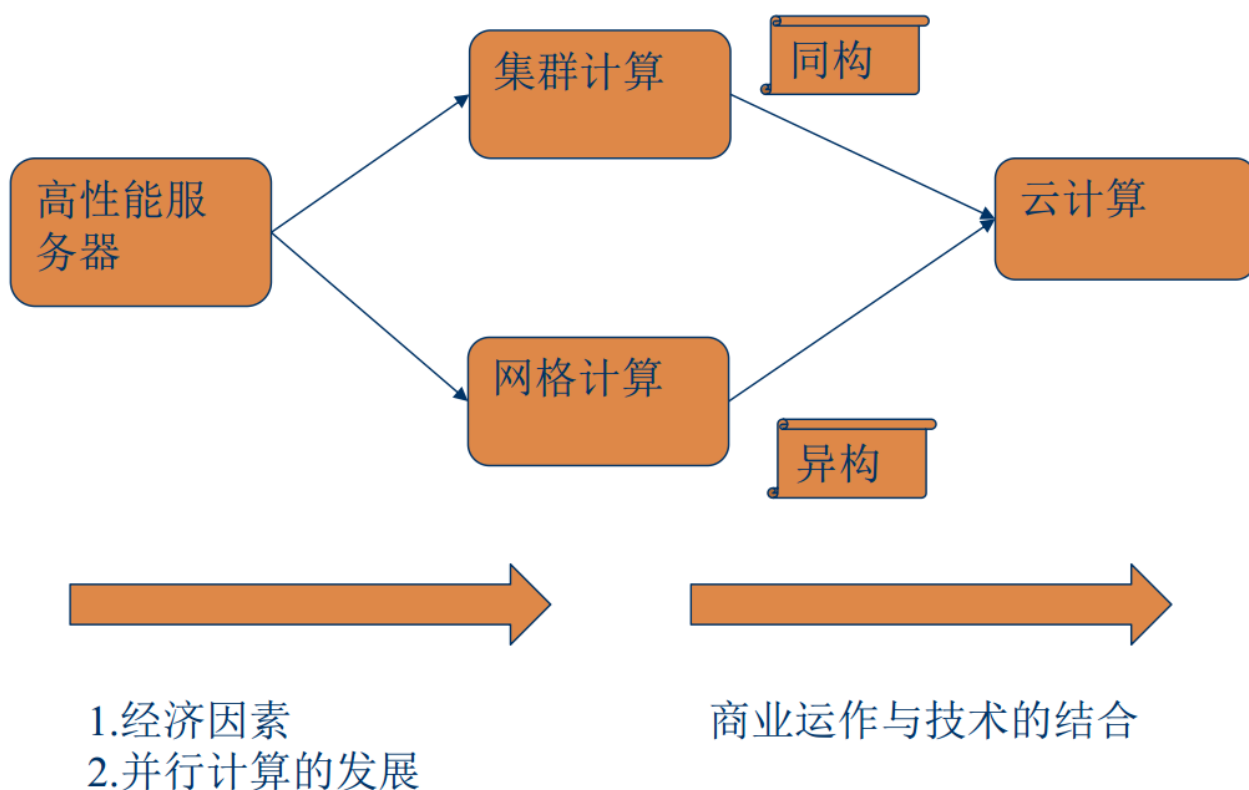 集群计算
同构
高性能服
务器
云计算
网格计算
异构
1.经济因素
2.并行计算的发展
商业运作与技术的结合